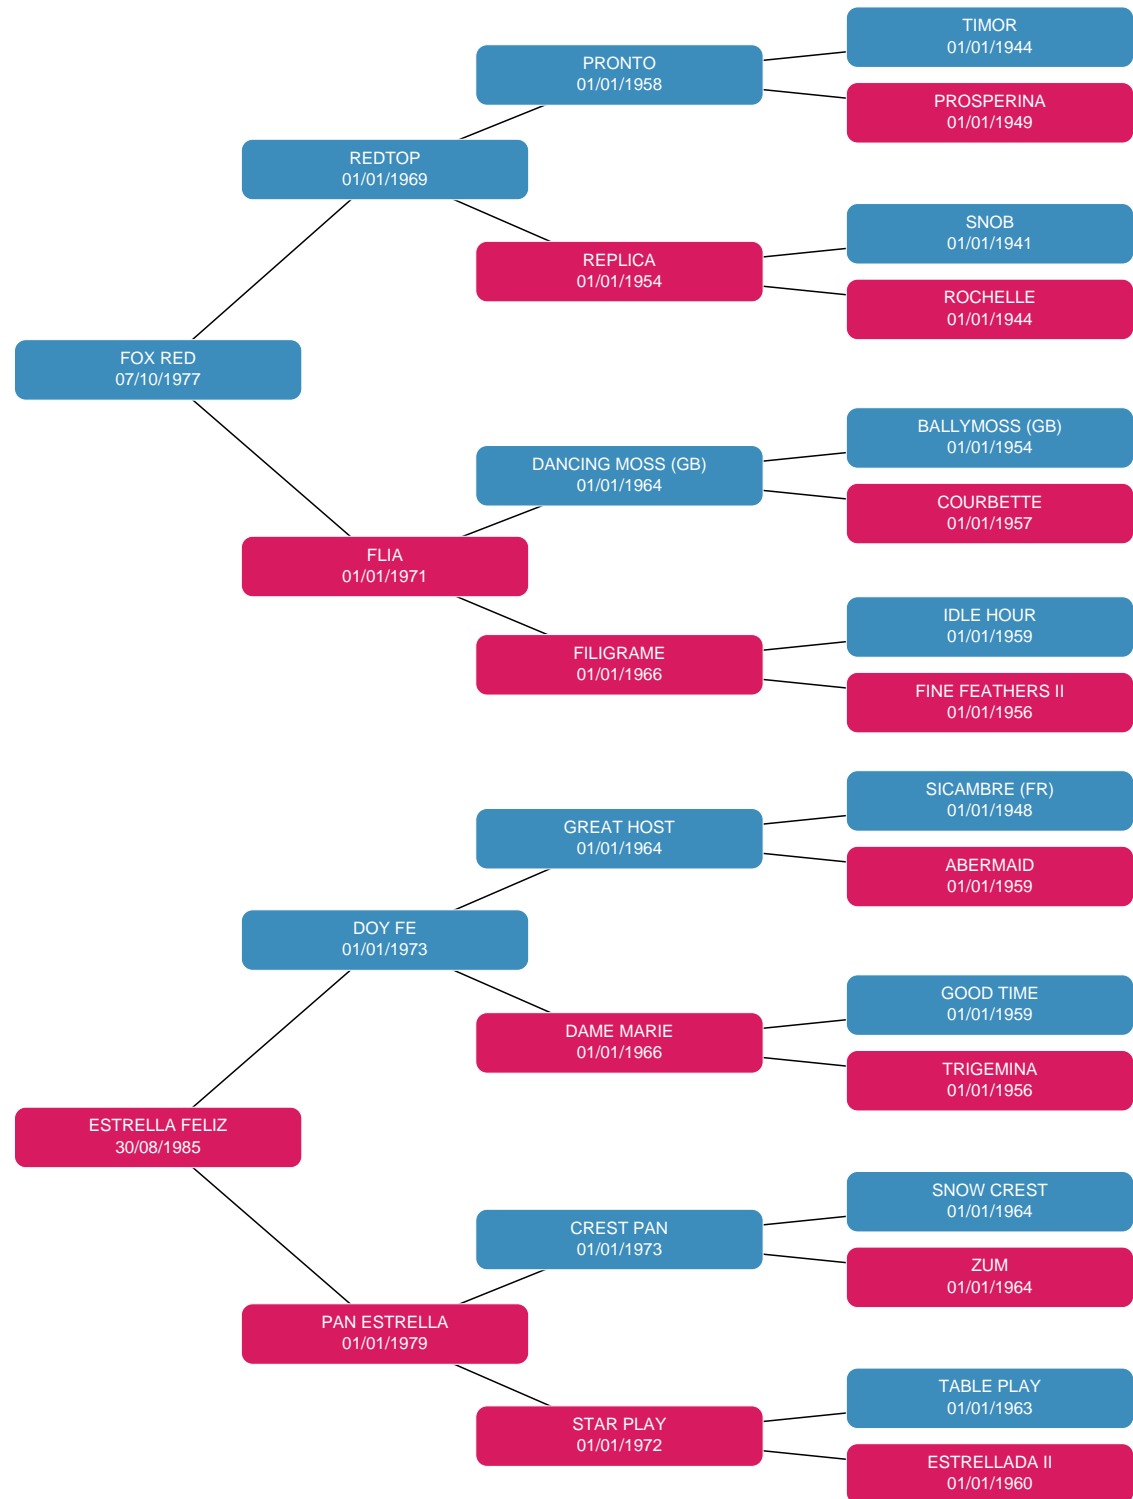 TIMOR
01/01/1944
PRONTO
01/01/1958
PROSPERINA
01/01/1949
REDTOP
01/01/1969
SNOB
01/01/1941
REPLICA
01/01/1954
ROCHELLE
01/01/1944
FOX RED
07/10/1977
BALLYMOSS (GB)
01/01/1954
DANCING MOSS (GB)
01/01/1964
COURBETTE
01/01/1957
FLIA
01/01/1971
IDLE HOUR
01/01/1959
FILIGRAME
01/01/1966
FINE FEATHERS II
01/01/1956
SICAMBRE (FR)
01/01/1948
GREAT HOST
01/01/1964
ABERMAID
01/01/1959
DOY FE
01/01/1973
GOOD TIME
01/01/1959
DAME MARIE
01/01/1966
TRIGEMINA
01/01/1956
ESTRELLA FELIZ
30/08/1985
SNOW CREST
01/01/1964
CREST PAN
01/01/1973
ZUM
01/01/1964
PAN ESTRELLA
01/01/1979
TABLE PLAY
01/01/1963
STAR PLAY
01/01/1972
ESTRELLADA II
01/01/1960